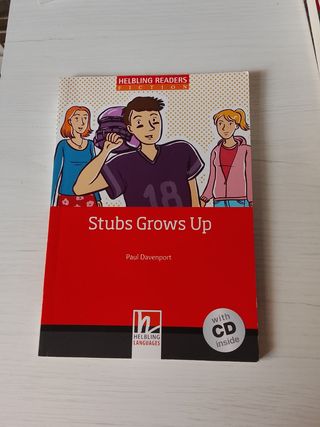 HELBLING READERS
FICTION
18
Stubs Grows Up
Paul Davenport
with
CD
inside
h
HELBLING
LANGUAGES